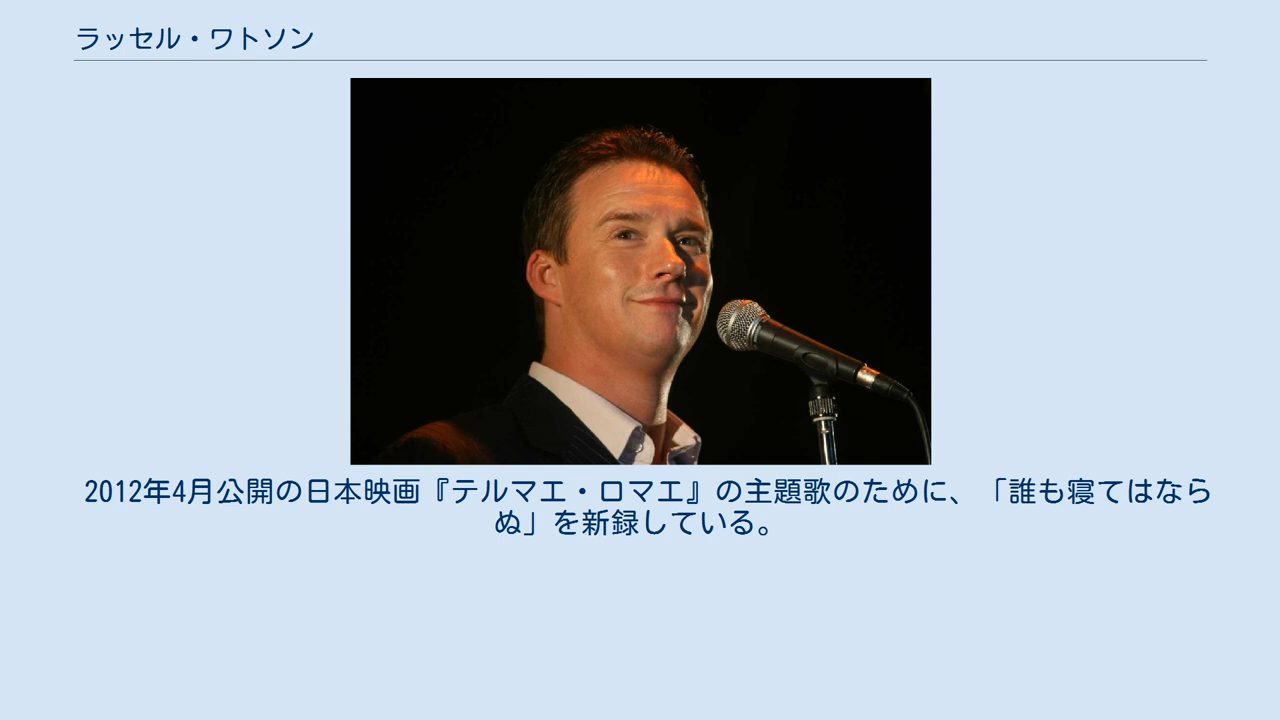 ラッセル・ワトソン
2012年4月公開の日本映画『テルマエ・ロマエ』の主題歌のために、「誰も寝てはなら
ぬ」を新録している。